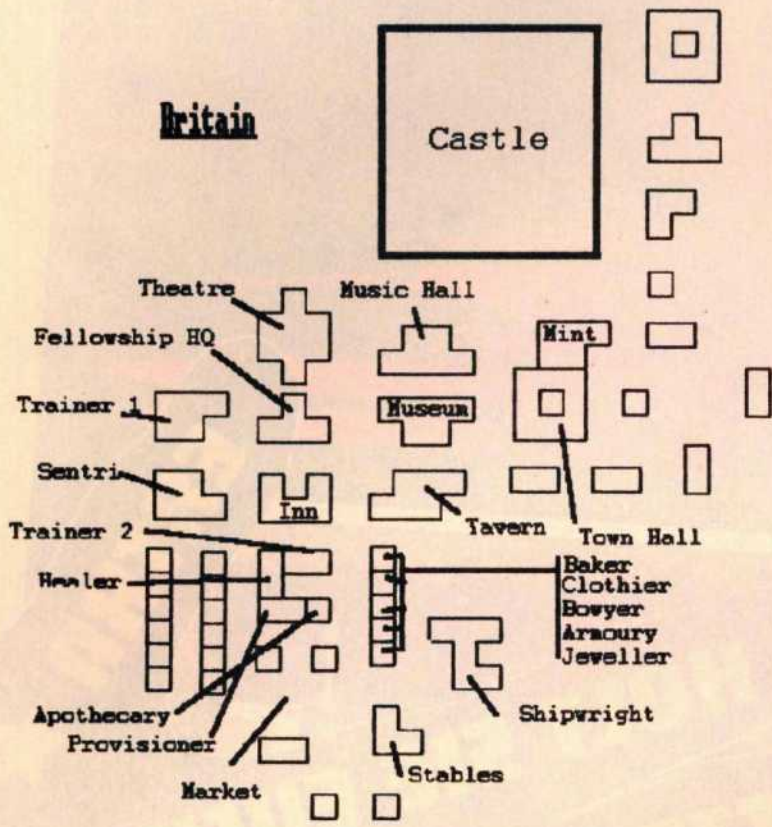 Britain
Castle
Theatre
Music Hall
Fellowship HQ
Mint
Trainer 1
Museum
Sentri
Inn
Tavern
Town Hall
Trainer 2
Healer
Baker
Clothier
Bowyer
Armoury
Jeweller
Apothecary
Provisioner
Shipwright
Market
Stables